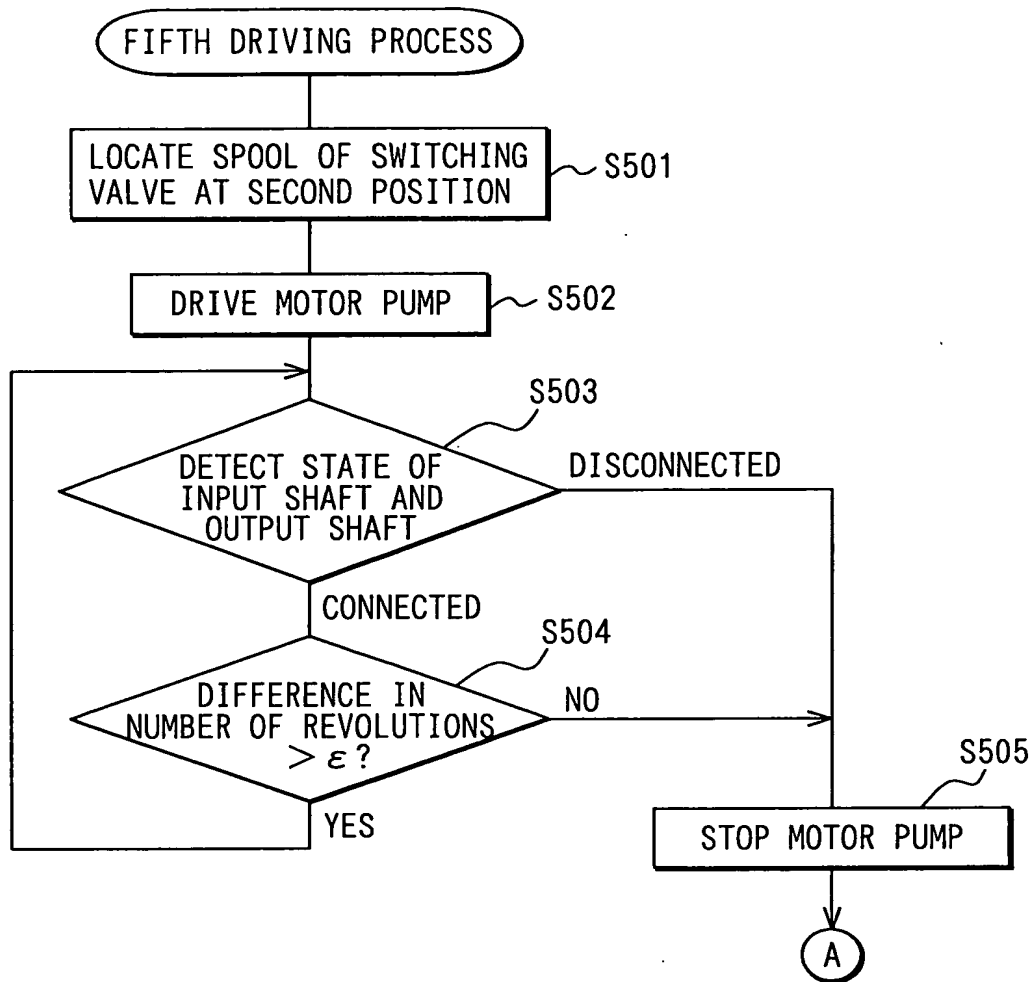 FIFTH DRIVING PROCESS
LOCATE SPOOL OF SWITCHING
VALVE AT SECOND POSITION
S501
DRIVE MOTOR PUMP
S502
S503
DETECT STATE OF
INPUT SHAFT AND
OUTPUT SHAFT
DISCONNECTED
CONNECTED
S504
DIFFERENCE IN
NUMBER OF REVOLUTIONS
> ε?
NO
YES
S505
STOP MOTOR PUMP
A